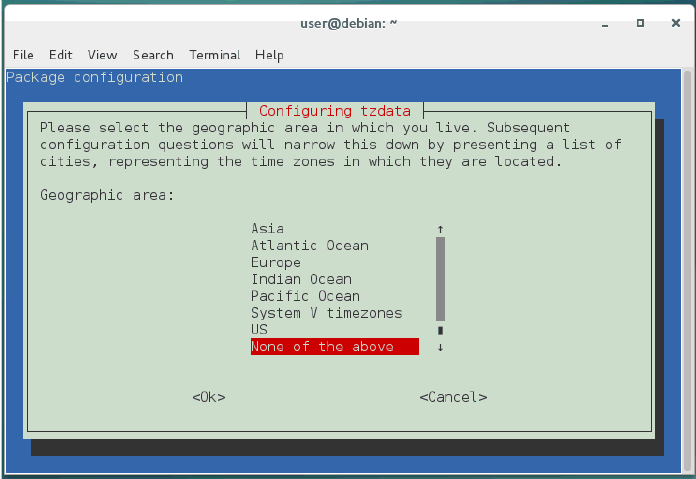 user@debian: ~
File Edit View Search Terminal Help
Package configuration
Configuring tzdata
Please select the geographic area in which you live. Subsequent
configuration questions will narrow this down by presenting a list of
cities, representing the time zones in which they are located.
Geographic area:
Asia
Atlantic Ocean
Europe
Indian Ocean
Pacific Ocean
System V timezones
US
None of the above
<Ok> <Cancel>